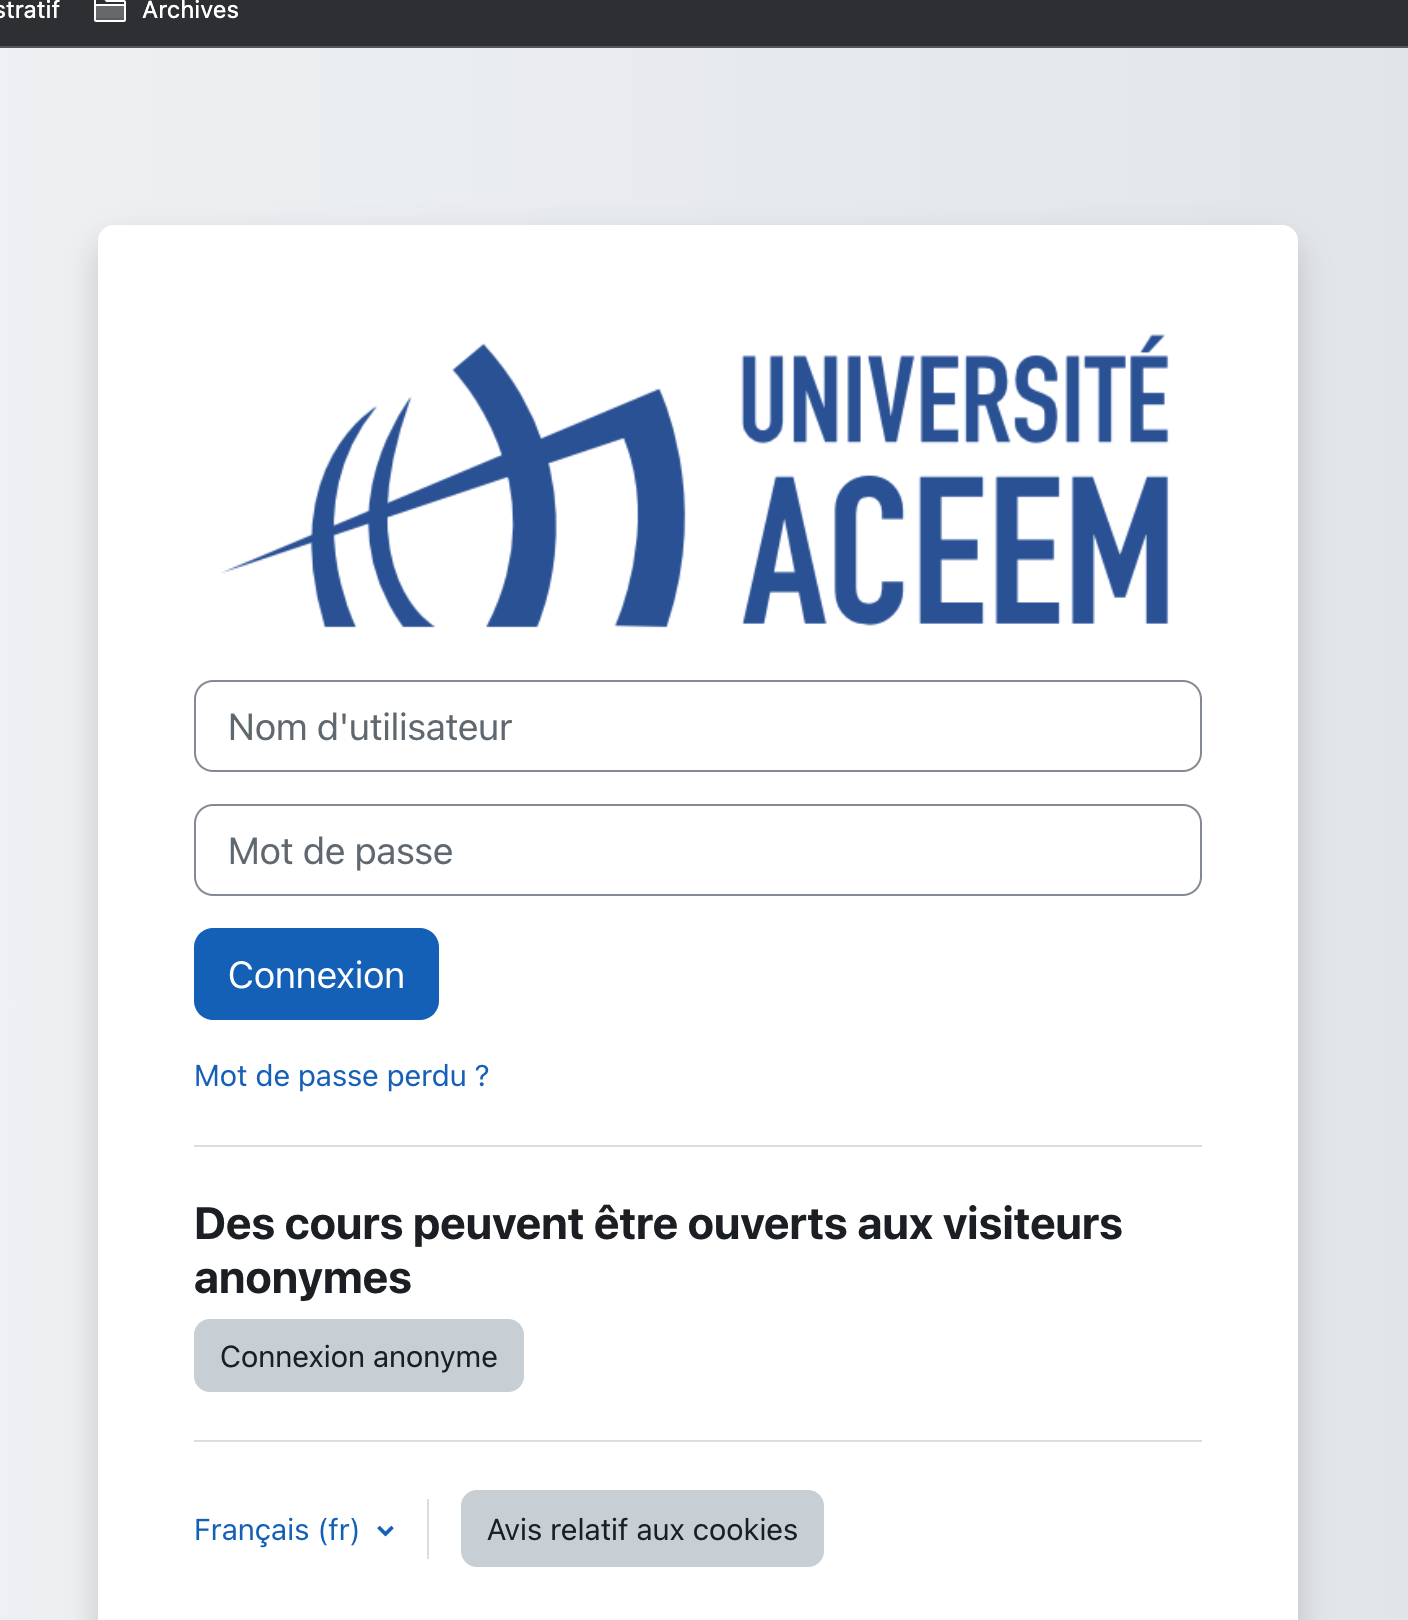 stratif Archives
UNIVERSITÉ
ACEEM
Nom d'utilisateur
Mot de passe
Connexion
Mot de passe perdu ?
Des cours peuvent être ouverts aux visiteurs
anonymes
Connexion anonyme
Français (fr) Avis relatif aux cookies